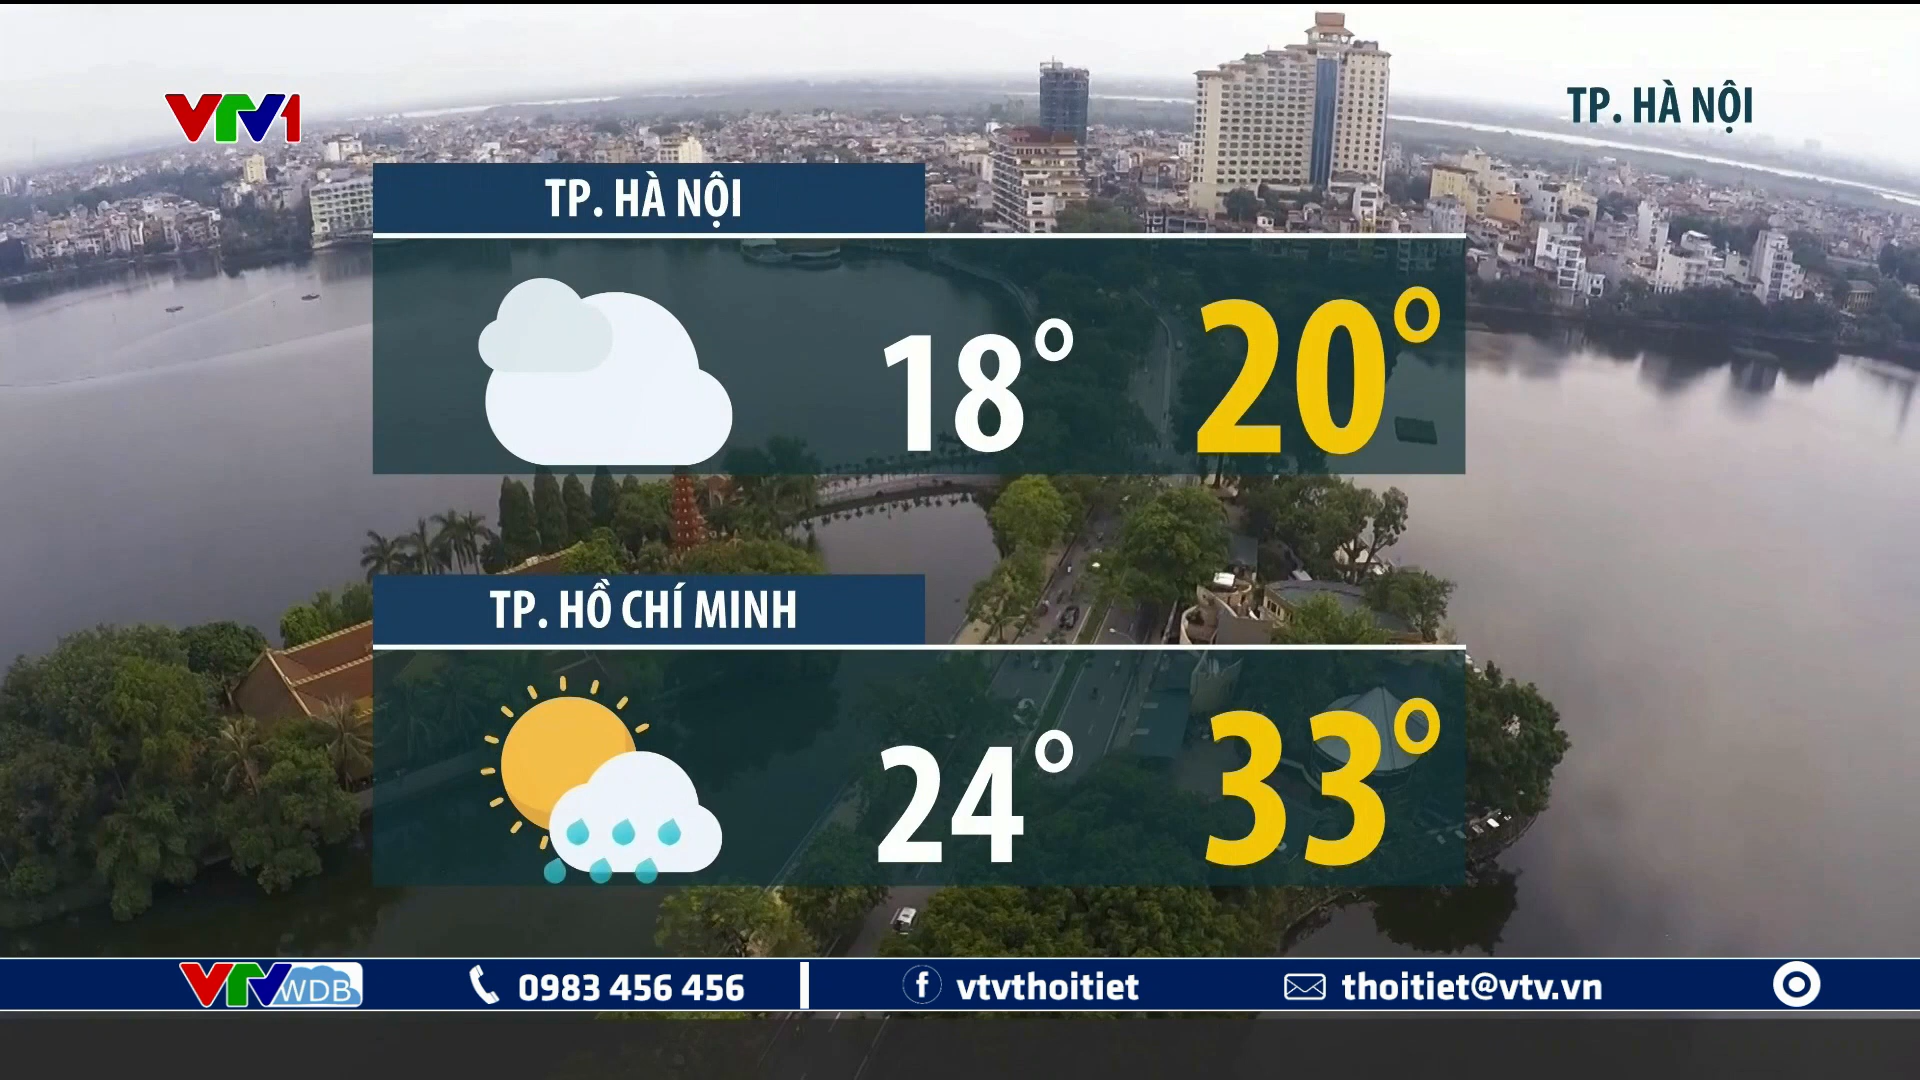 VTV1
TP. HÀ NỘI
TP. HÀ NỘI
18° 20°
TP. HỒ CHÍ MINH
24° 33°
VTV WDB 0983 456 456 f vtvthoitiet thoitiet@vtv.vn